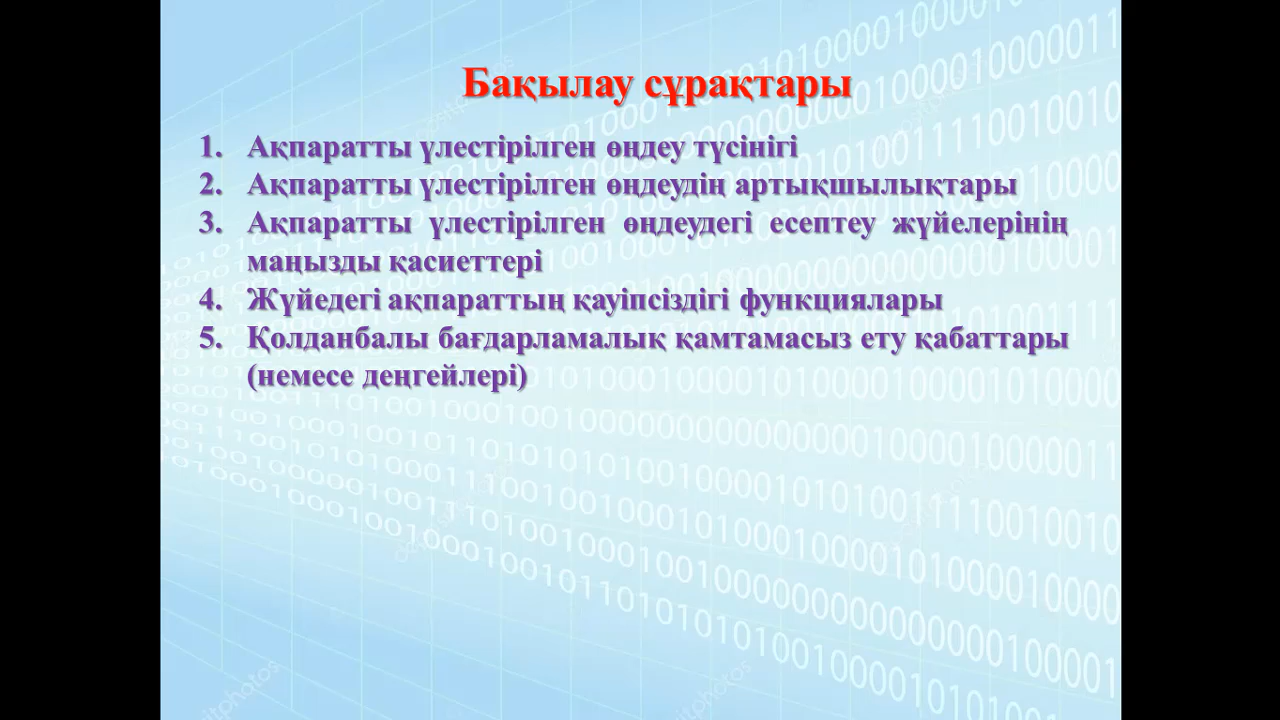 Бақылау сұрақтары
1. Ақпаратты үлестірілген өңдеу түсінігі
2. Ақпаратты үлестірілген өңдеудің артықшылықтары
3. Ақпаратты үлестірілген өңдеудегі есептеу жүйелерінің
маңызды қасиеттері
4. Жүйедегі ақпараттың қауіпсіздігі функциялары
5. Қолданбалы бағдарламалық қамтамасыз ету қабаттары
(немесе деңгейлері)